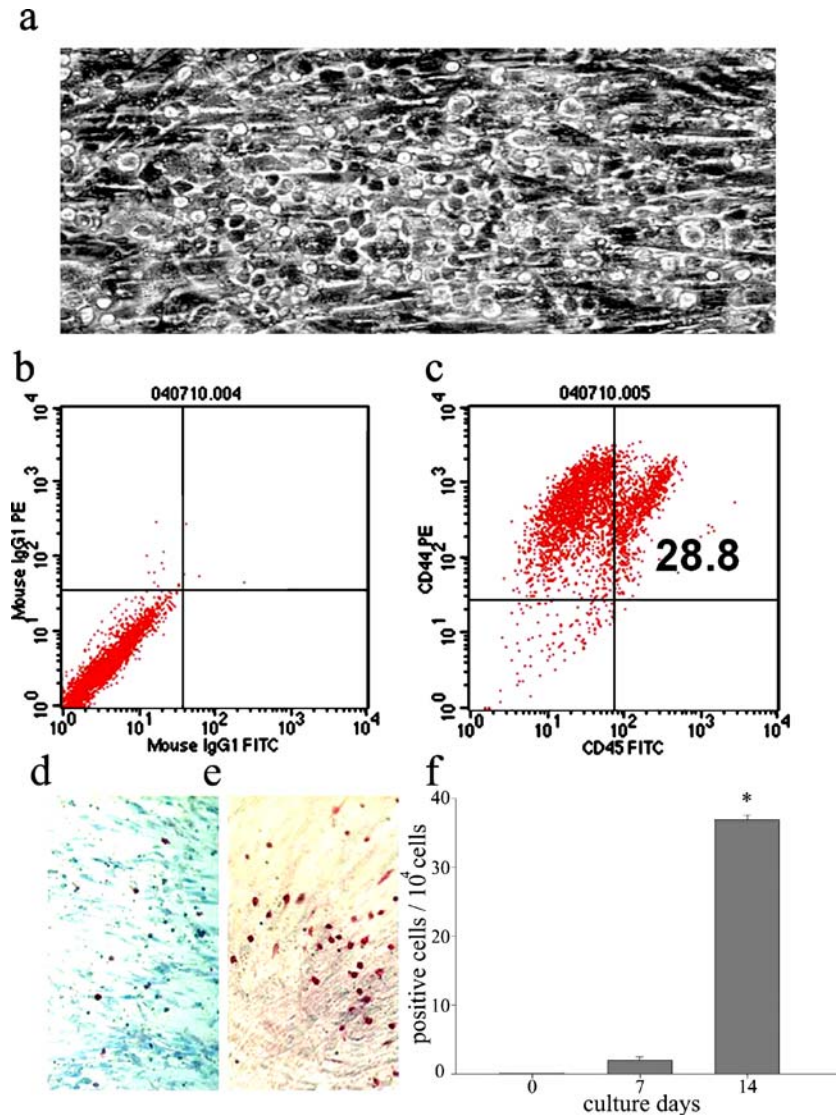 a
b
040710.004
Mouse IgG1 PE
10^4
10^3
10^2
10^1
10^0
10^0 10^1 10^2 10^3 10^4
Mouse IgG1 FITC
c
040710.005
CD44 PE
10^4
10^3
10^2
10^1
10^0
28.8
10^0 10^1 10^2 10^3 10^4
CD45 FITC
d
e
f
positive cells / 10^4 cells
40
30
20
10
0
*
0 7 14
culture days